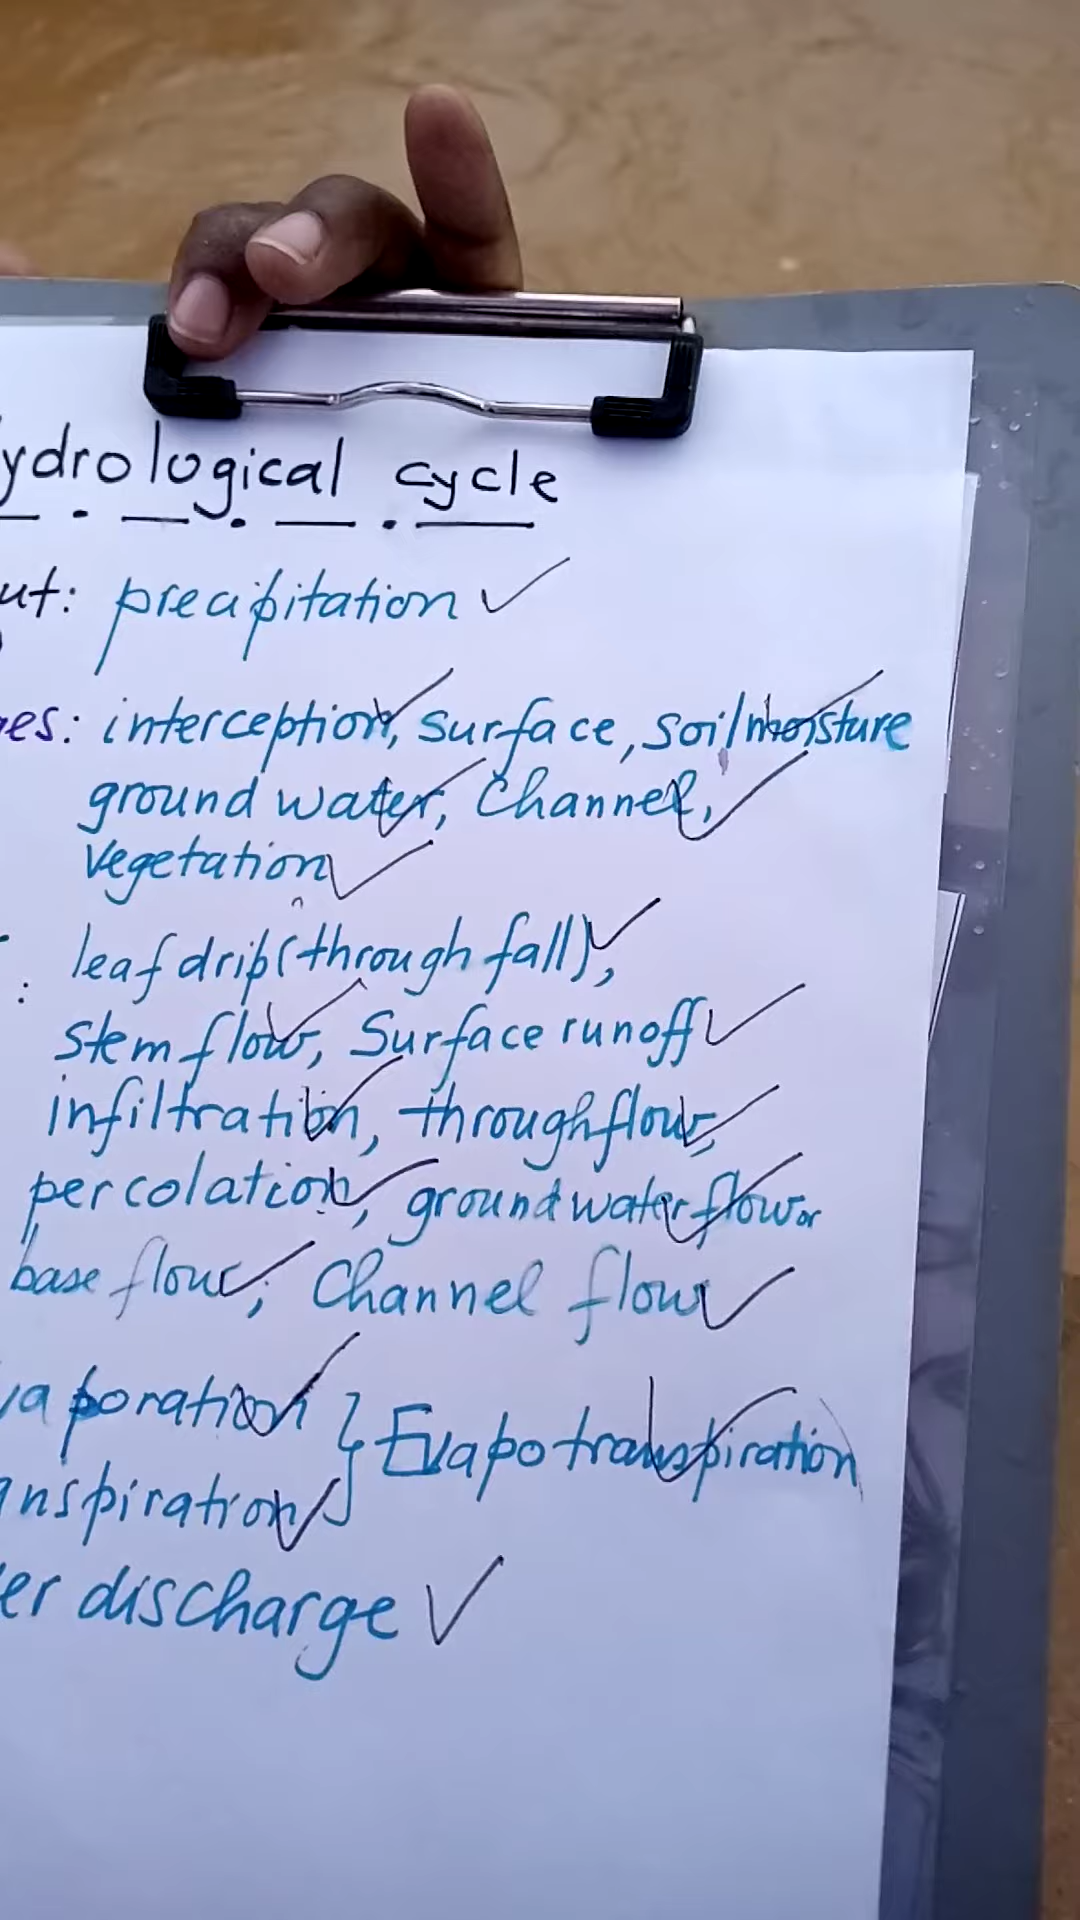 ydrological cycle
ut: precipitation
es: interception, surface, soil moisture
ground water, Channel,
vegetation
: leaf drip (through fall),
stem flow, Surface runoff
infiltration, throughflow,
percolation, groundwater flow or
base flow, Channel flow
vaporation } Evapotranspiration
anspiration
er discharge